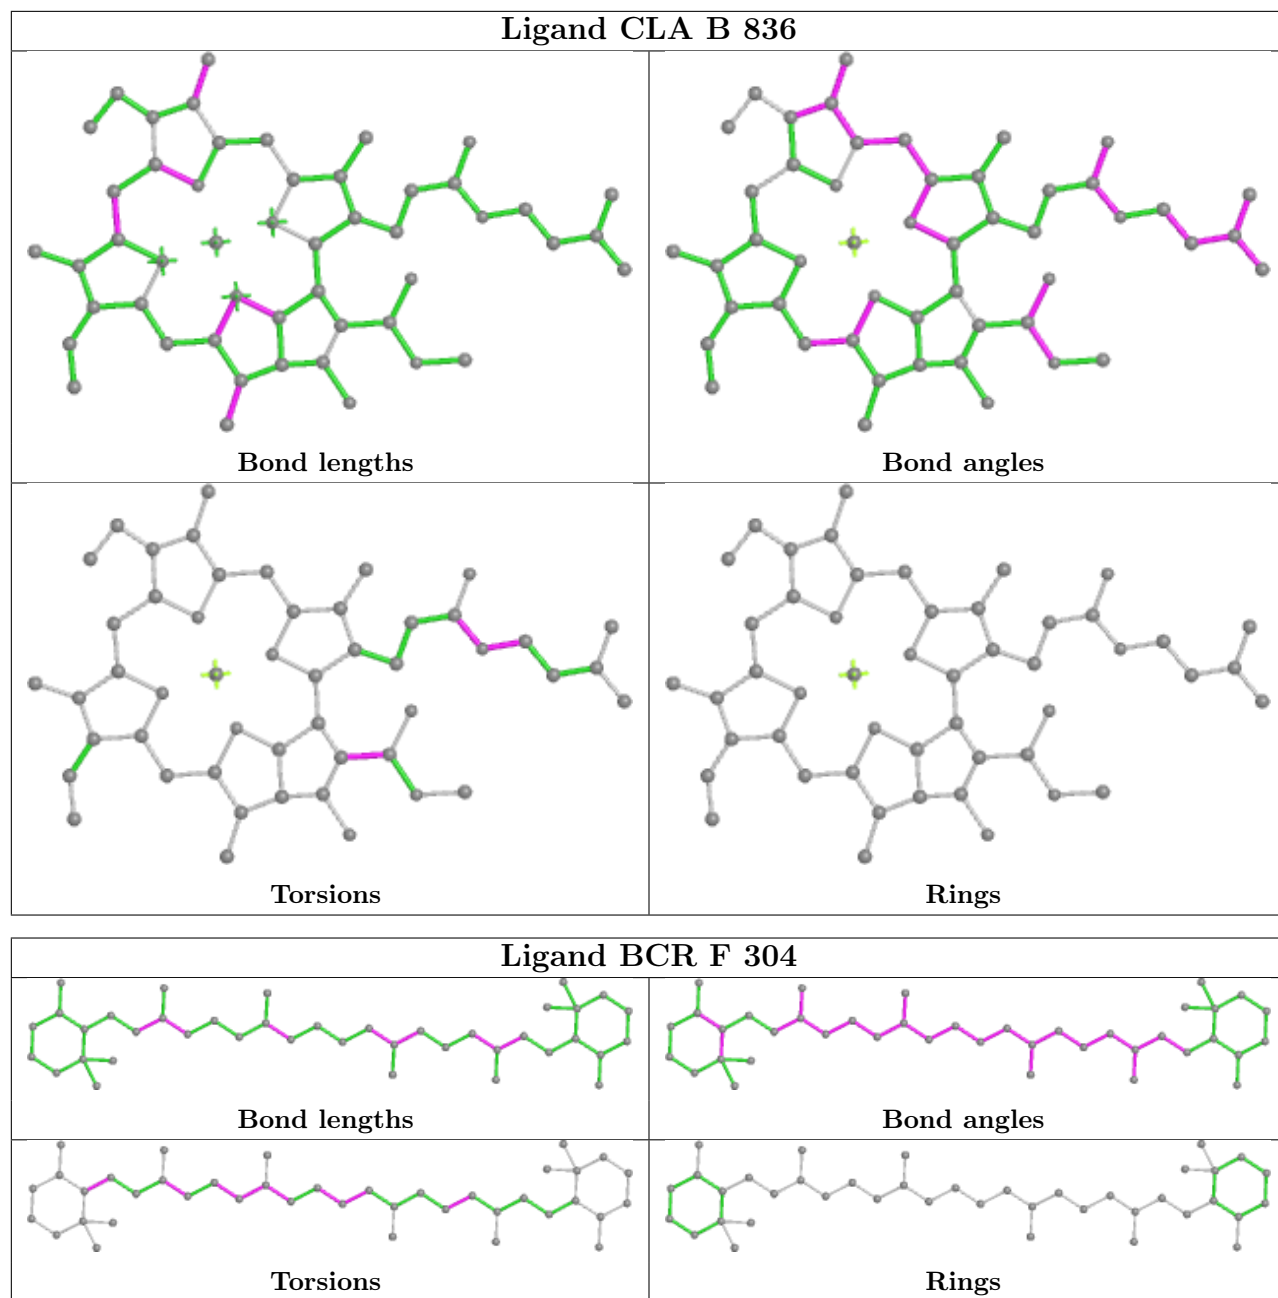 Ligand CLA B 836
Bond lengths
Bond angles
Torsions
Rings
Ligand BCR F 304
Bond lengths
Bond angles
Torsions
Rings